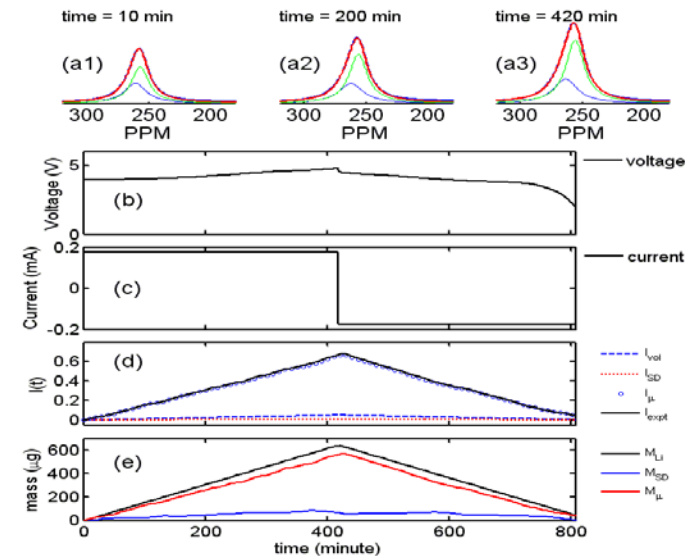 time = 10 min
time = 200 min
time = 420 min
(a1)
(a2)
(a3)
300 250 200
300 250 200
300 250 200
PPM
PPM
PPM
Voltage (V)
5
0
(b)
voltage
Current (mA)
0.2
0
-0.2
(c)
current
I(t)
0.6
0.4
0.2
0
(d)
I_vol
I_SD
I_μ
I_expt
mass (μg)
600
400
200
0
(e)
M_Li
M_SD
M_μ
0 200 400 600 800
time (minute)